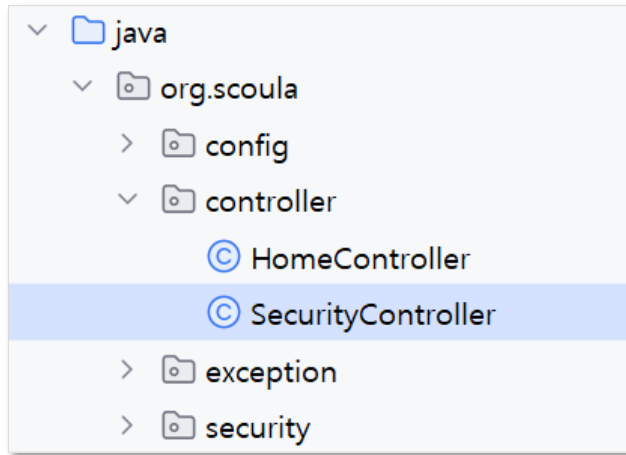 java
org.scoula
config
controller
HomeController
SecurityController
exception
security